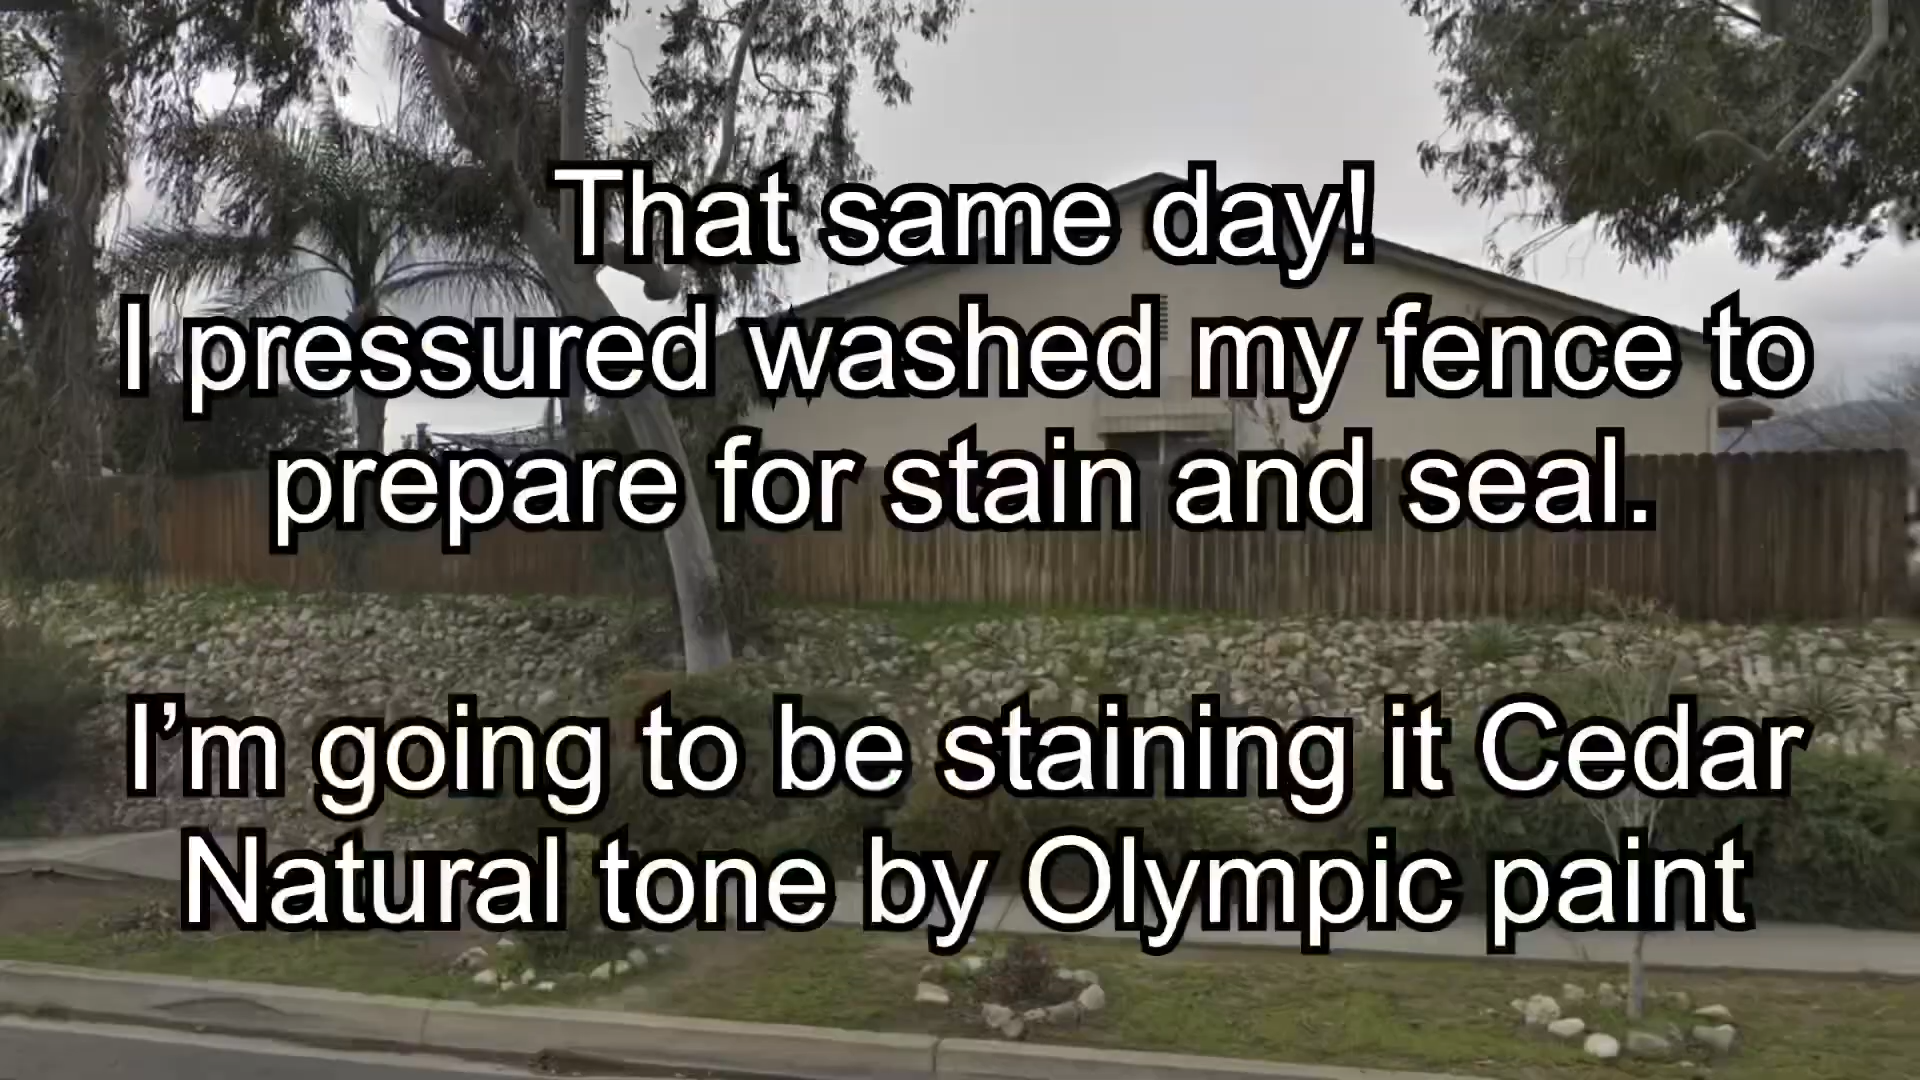 That same day!
I pressured washed my fence to
prepare for stain and seal.
I’m going to be staining it Cedar
Natural tone by Olympic paint